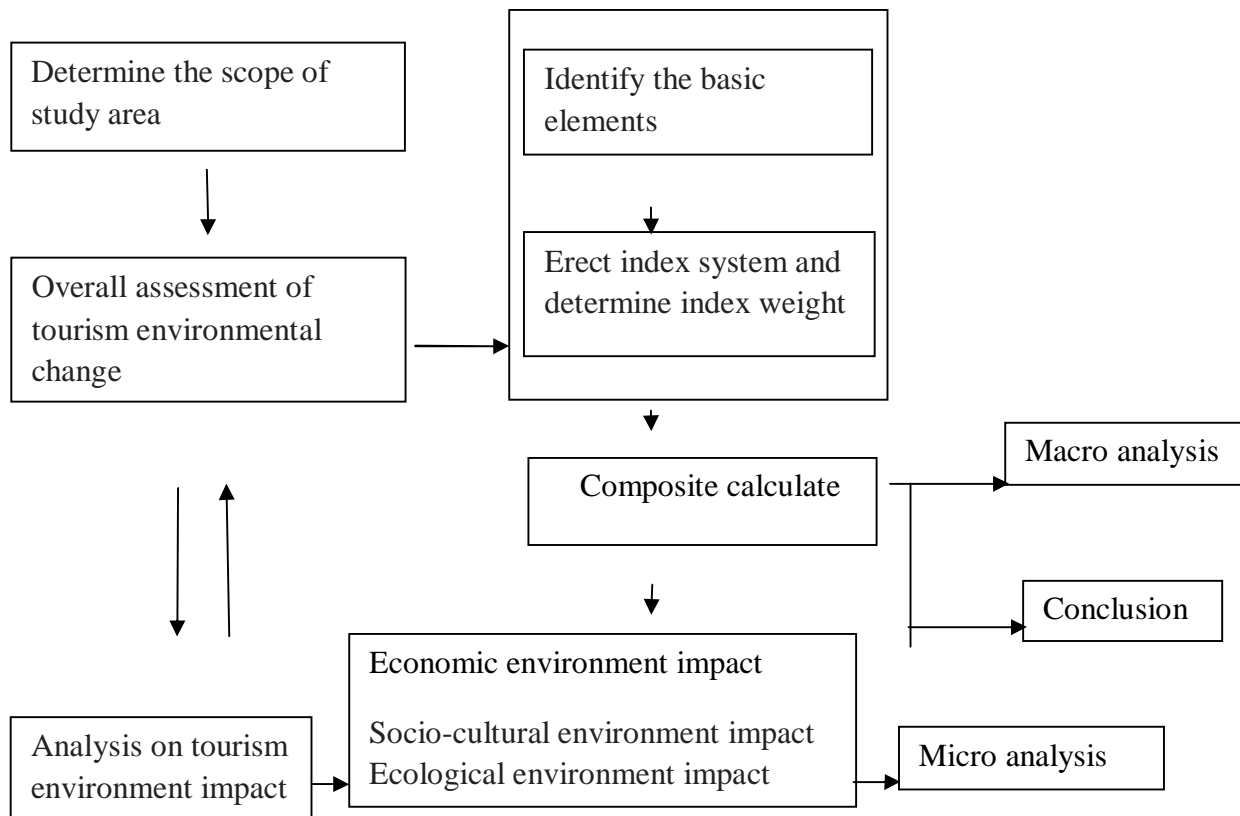 Determine the scope of
study area
Identify the basic
elements
Overall assessment of
tourism environmental
change
Erect index system and
determine index weight
Composite calculate
Macro analysis
Conclusion
Economic environment impact
Socio-cultural environment impact
Ecological environment impact
Analysis on tourism
environment impact
Micro analysis